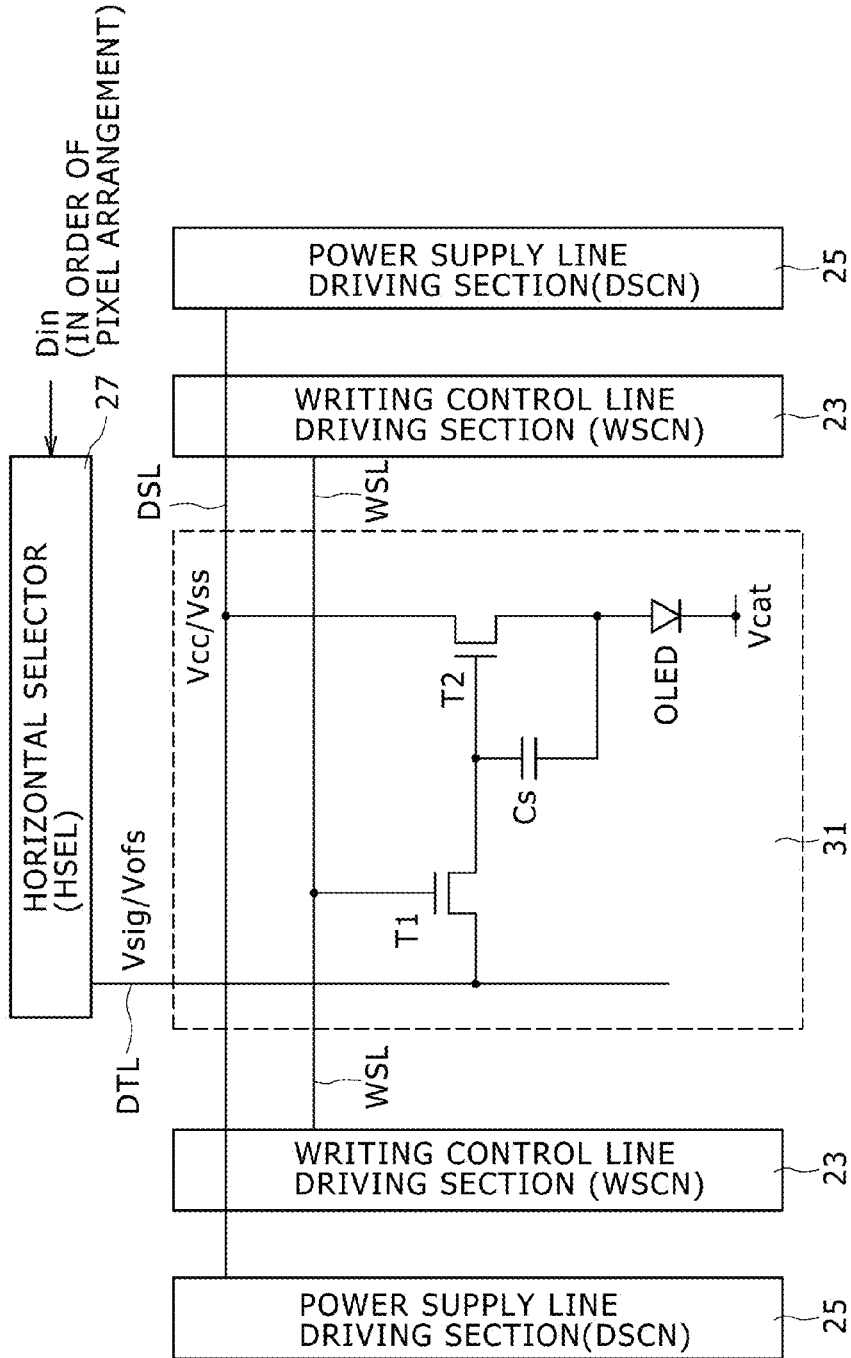 HORIZONTAL SELECTOR
(HSEL)
Din
(IN ORDER OF
PIXEL ARRANGEMENT)
27
DTL
Vsig/Vofs
DSL
Vcc/Vss
WSL
WSL
POWER SUPPLY LINE
DRIVING SECTION(DSCN)
25
WRITING CONTROL LINE
DRIVING SECTION (WSCN)
23
T1
T2
Cs
OLED
Vcat
31
WRITING CONTROL LINE
DRIVING SECTION (WSCN)
23
POWER SUPPLY LINE
DRIVING SECTION(DSCN)
25